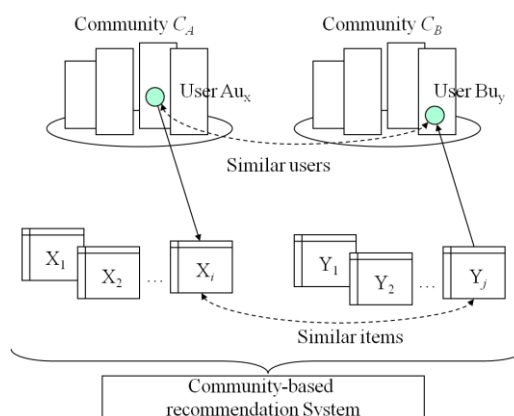 Community C_A
Community C_B
User Au_x
User Bu_y
Similar users
X_1
X_2
...
X_i
Y_1
Y_2
...
Y_j
Similar items
Community-based
recommendation System